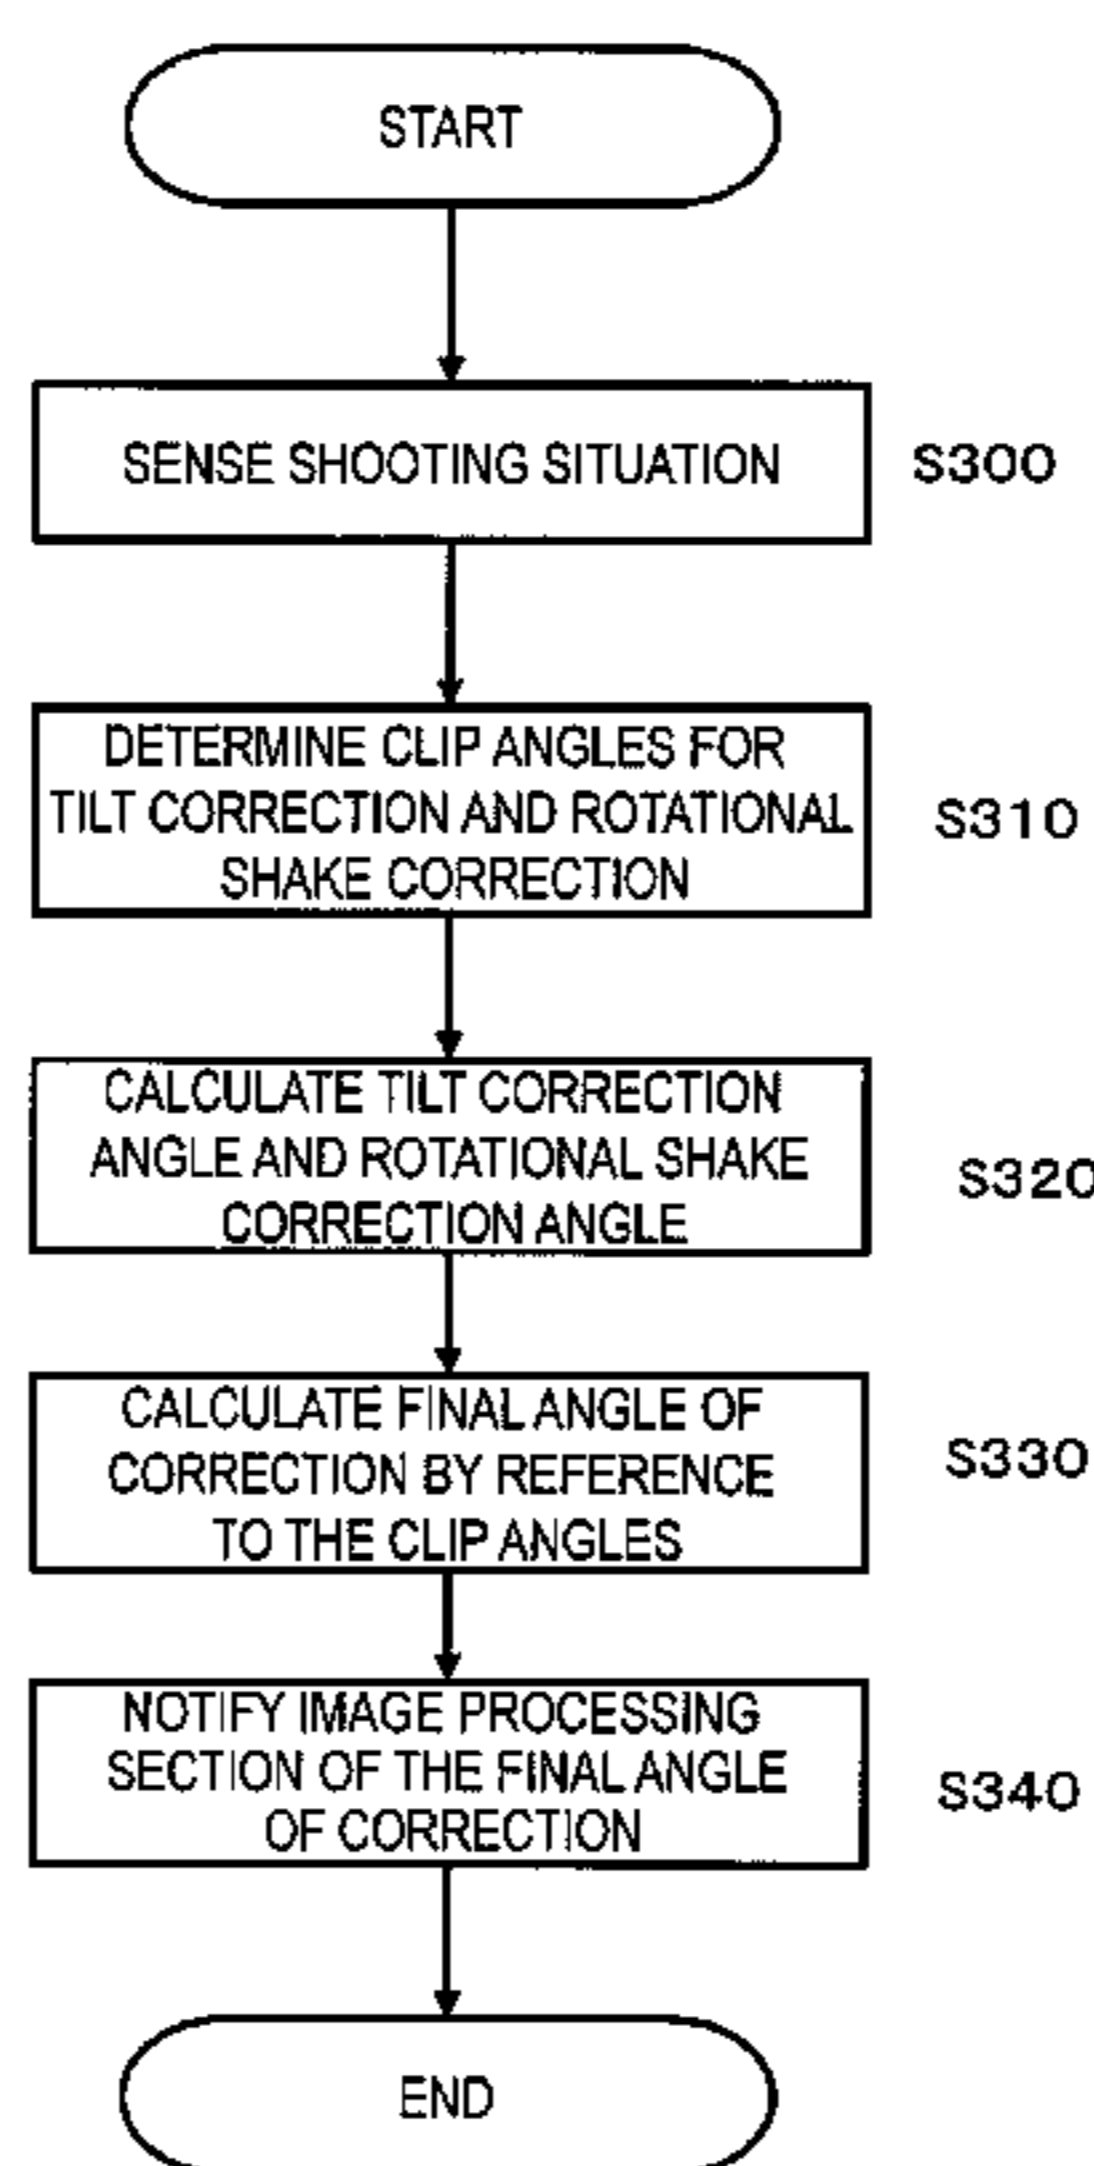 START
SENSE SHOOTING SITUATION
S300
DETERMINE CLIP ANGLES FOR
TILT CORRECTION AND ROTATIONAL
SHAKE CORRECTION
S310
CALCULATE TILT CORRECTION
ANGLE AND ROTATIONAL SHAKE
CORRECTION ANGLE
S320
CALCULATE FINAL ANGLE OF
CORRECTION BY REFERENCE
TO THE CLIP ANGLES
S330
NOTIFY IMAGE PROCESSING
SECTION OF THE FINAL ANGLE
OF CORRECTION
S340
END